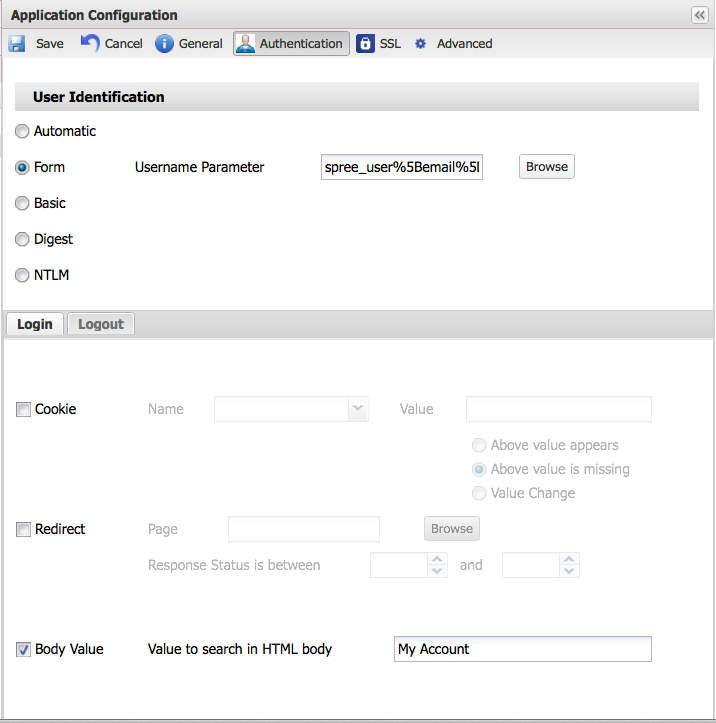 Application Configuration
Save Cancel General Authentication SSL Advanced
User Identification
Automatic
Form Username Parameter spree_user%5Bemail%5 Browse
Basic
Digest
NTLM
Login Logout
Cookie Name Value
Above value appears
Above value is missing
Value Change
Redirect Page Browse
Response Status is between and
Body Value Value to search in HTML body My Account